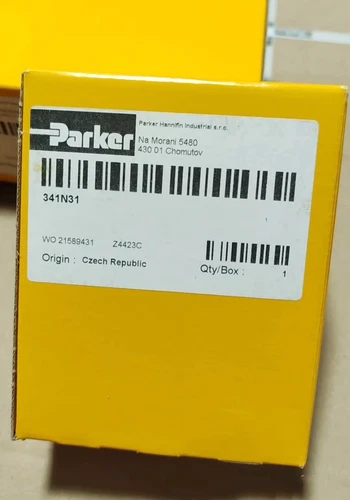 Parker
Parker Hannifin Industrial s.r.o.
Na Morani 5480
430 01 Chomutov
341N31
WO 21589431 Z4423C
Origin : Czech Republic
Qty/Box : 1